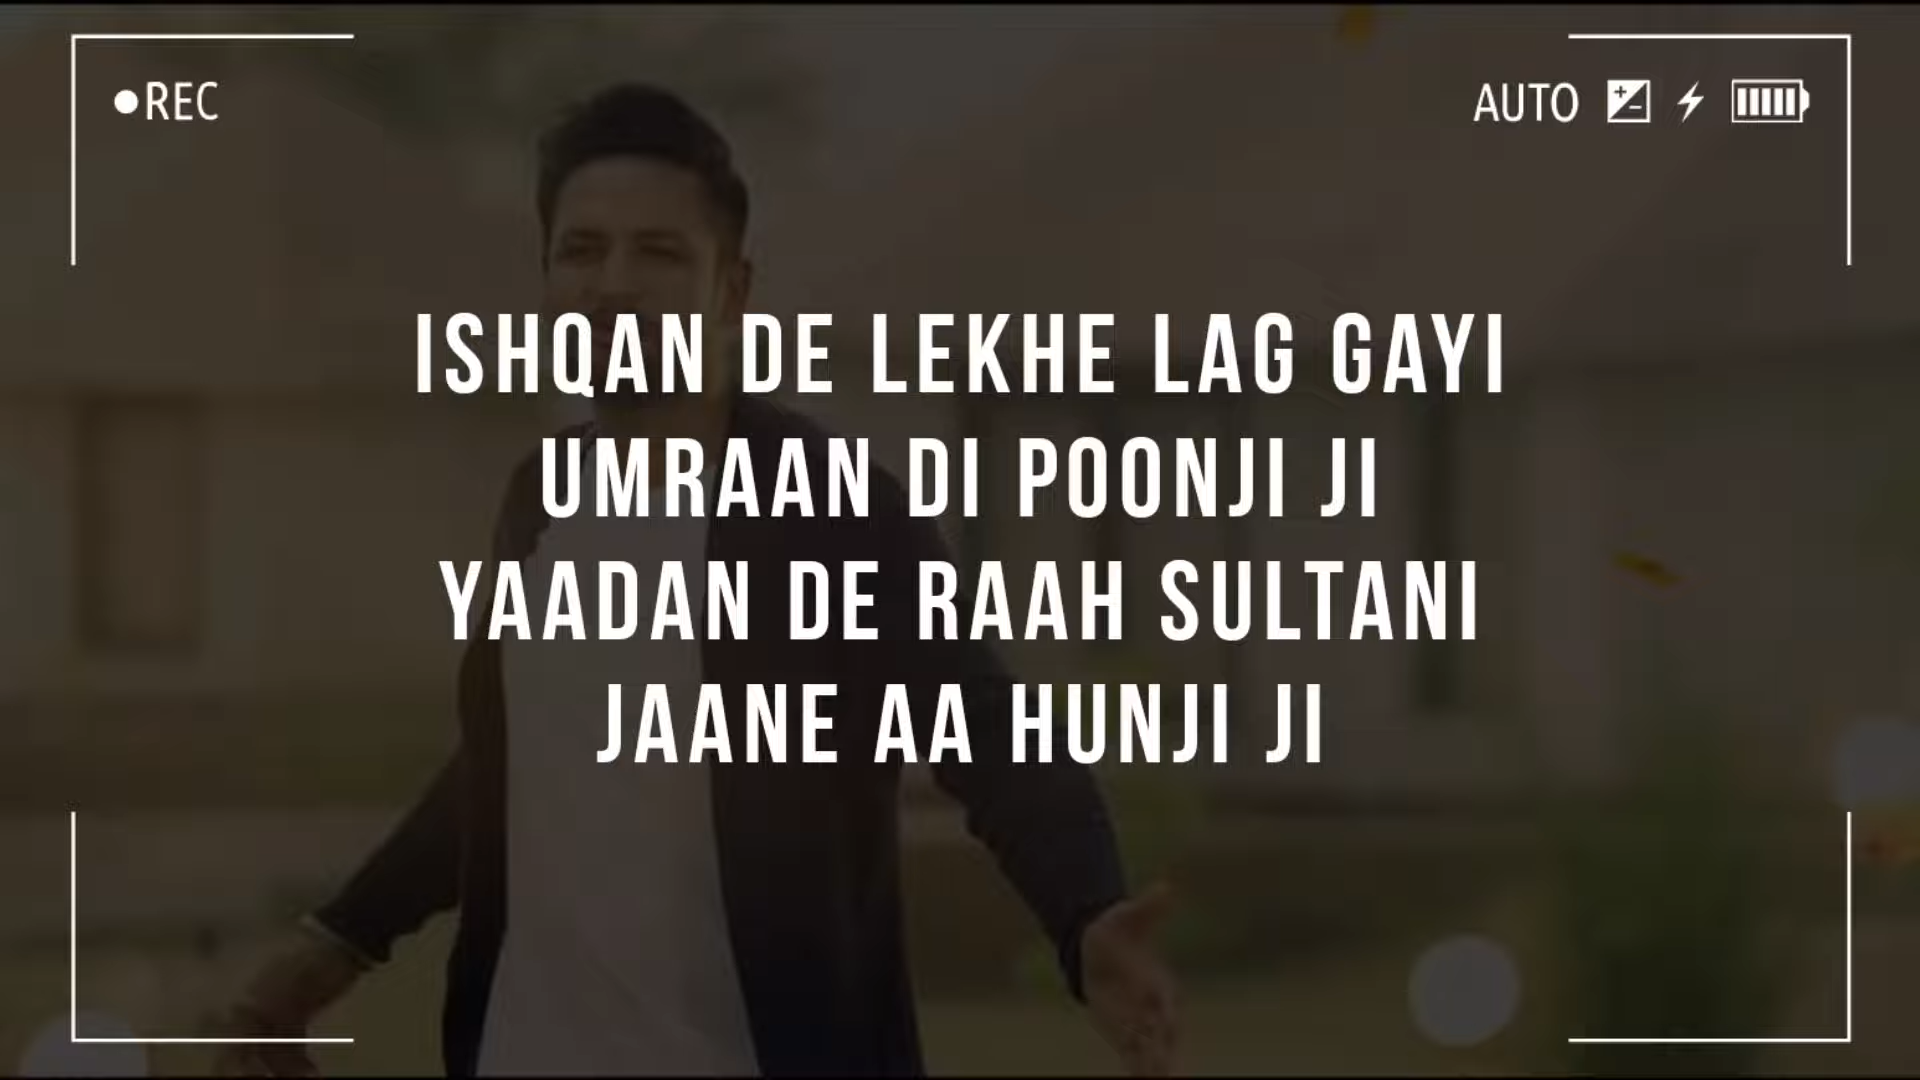 ●REC
AUTO
ISHQAN DE LEKHE LAG GAYI
UMRAAN DI POONJI JI
YAADAN DE RAAH SULTANI
JAANE AA HUNJI JI